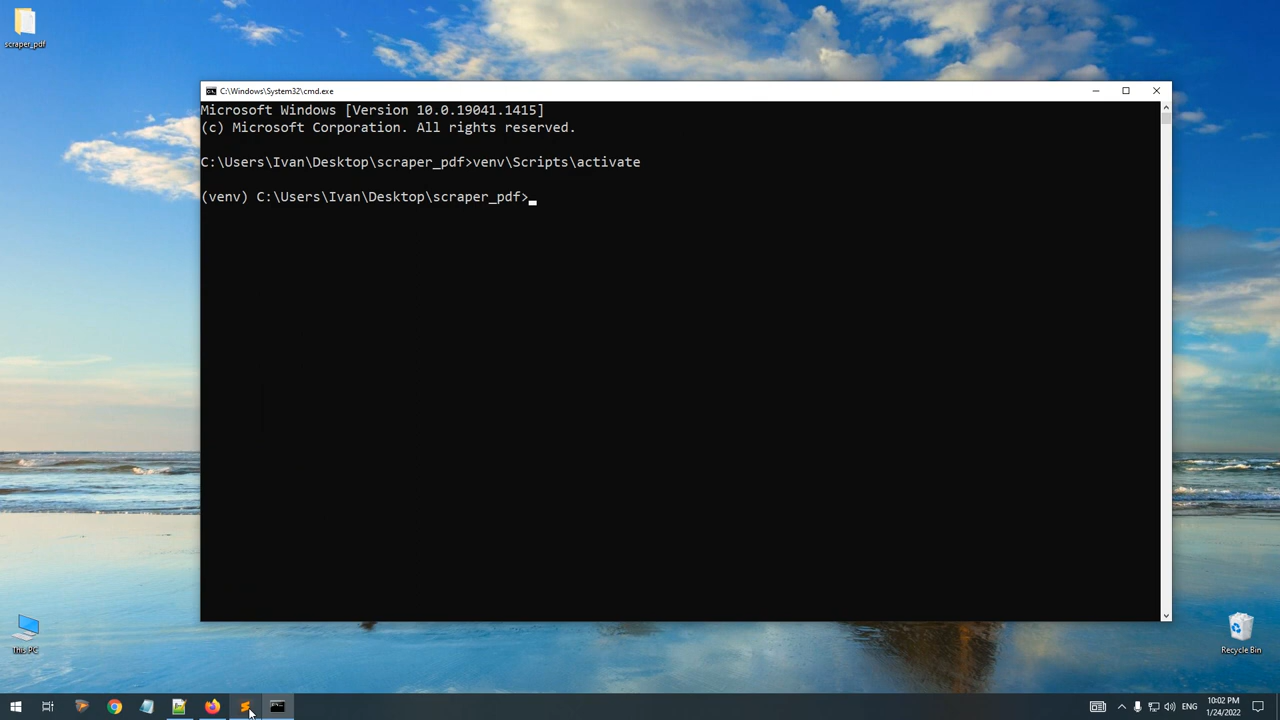 scraper_pdf
C:\Windows\System32\cmd.exe
Microsoft Windows [Version 10.0.19041.1415]
(c) Microsoft Corporation. All rights reserved.
C:\Users\Ivan\Desktop\scraper_pdf>venv\Scripts\activate
(venv) C:\Users\Ivan\Desktop\scraper_pdf>
This PC
Recycle Bin
ENG
10:02 PM
1/24/2022